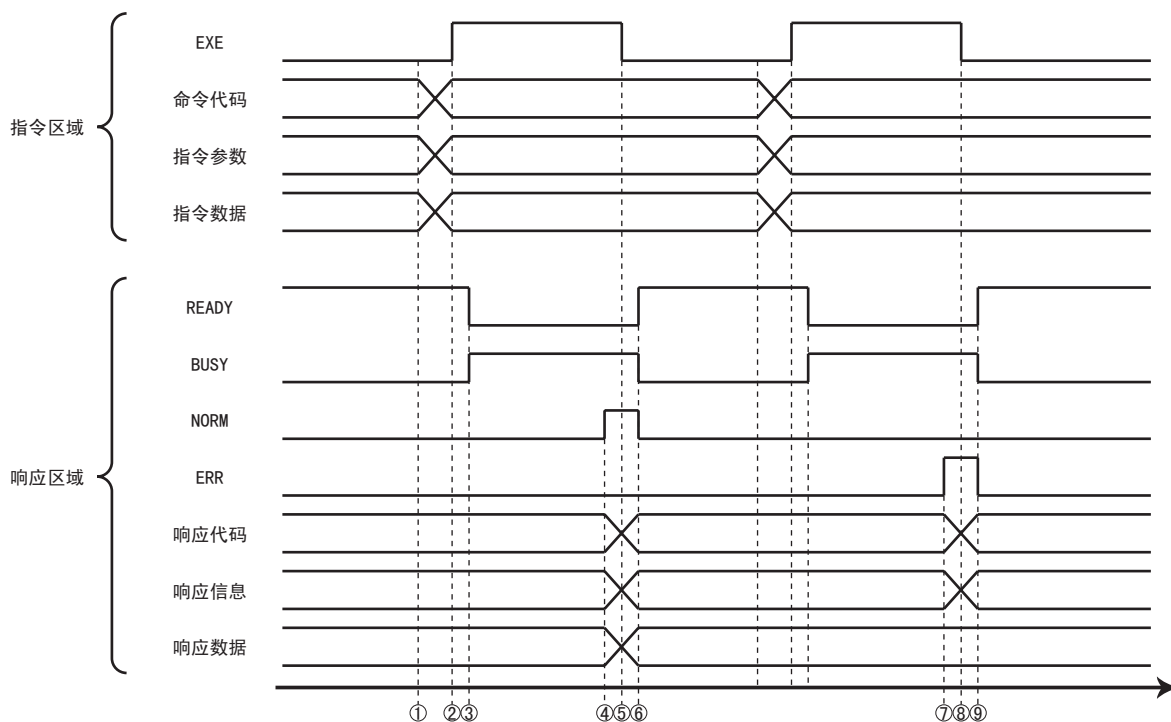 指令区域
EXE
命令代码
指令参数
指令数据
响应区域
READY
BUSY
NORM
ERR
响应代码
响应信息
响应数据
① ②③ ④⑤⑥ ⑦⑧⑨